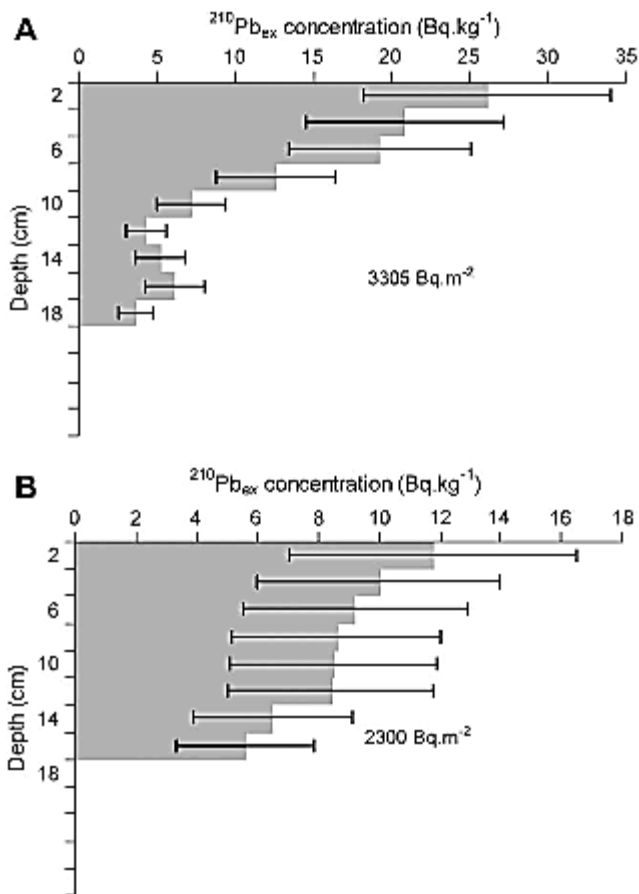 A
²¹⁰Pbₑₓ concentration (Bq.kg⁻¹)
0 5 10 15 20 25 30 35
2
6
10
14
18
Depth (cm)
3305 Bq.m⁻²
B
²¹⁰Pbₑₓ concentration (Bq.kg⁻¹)
0 2 4 6 8 10 12 14 16 18
2
6
10
14
18
Depth (cm)
2300 Bq.m⁻²